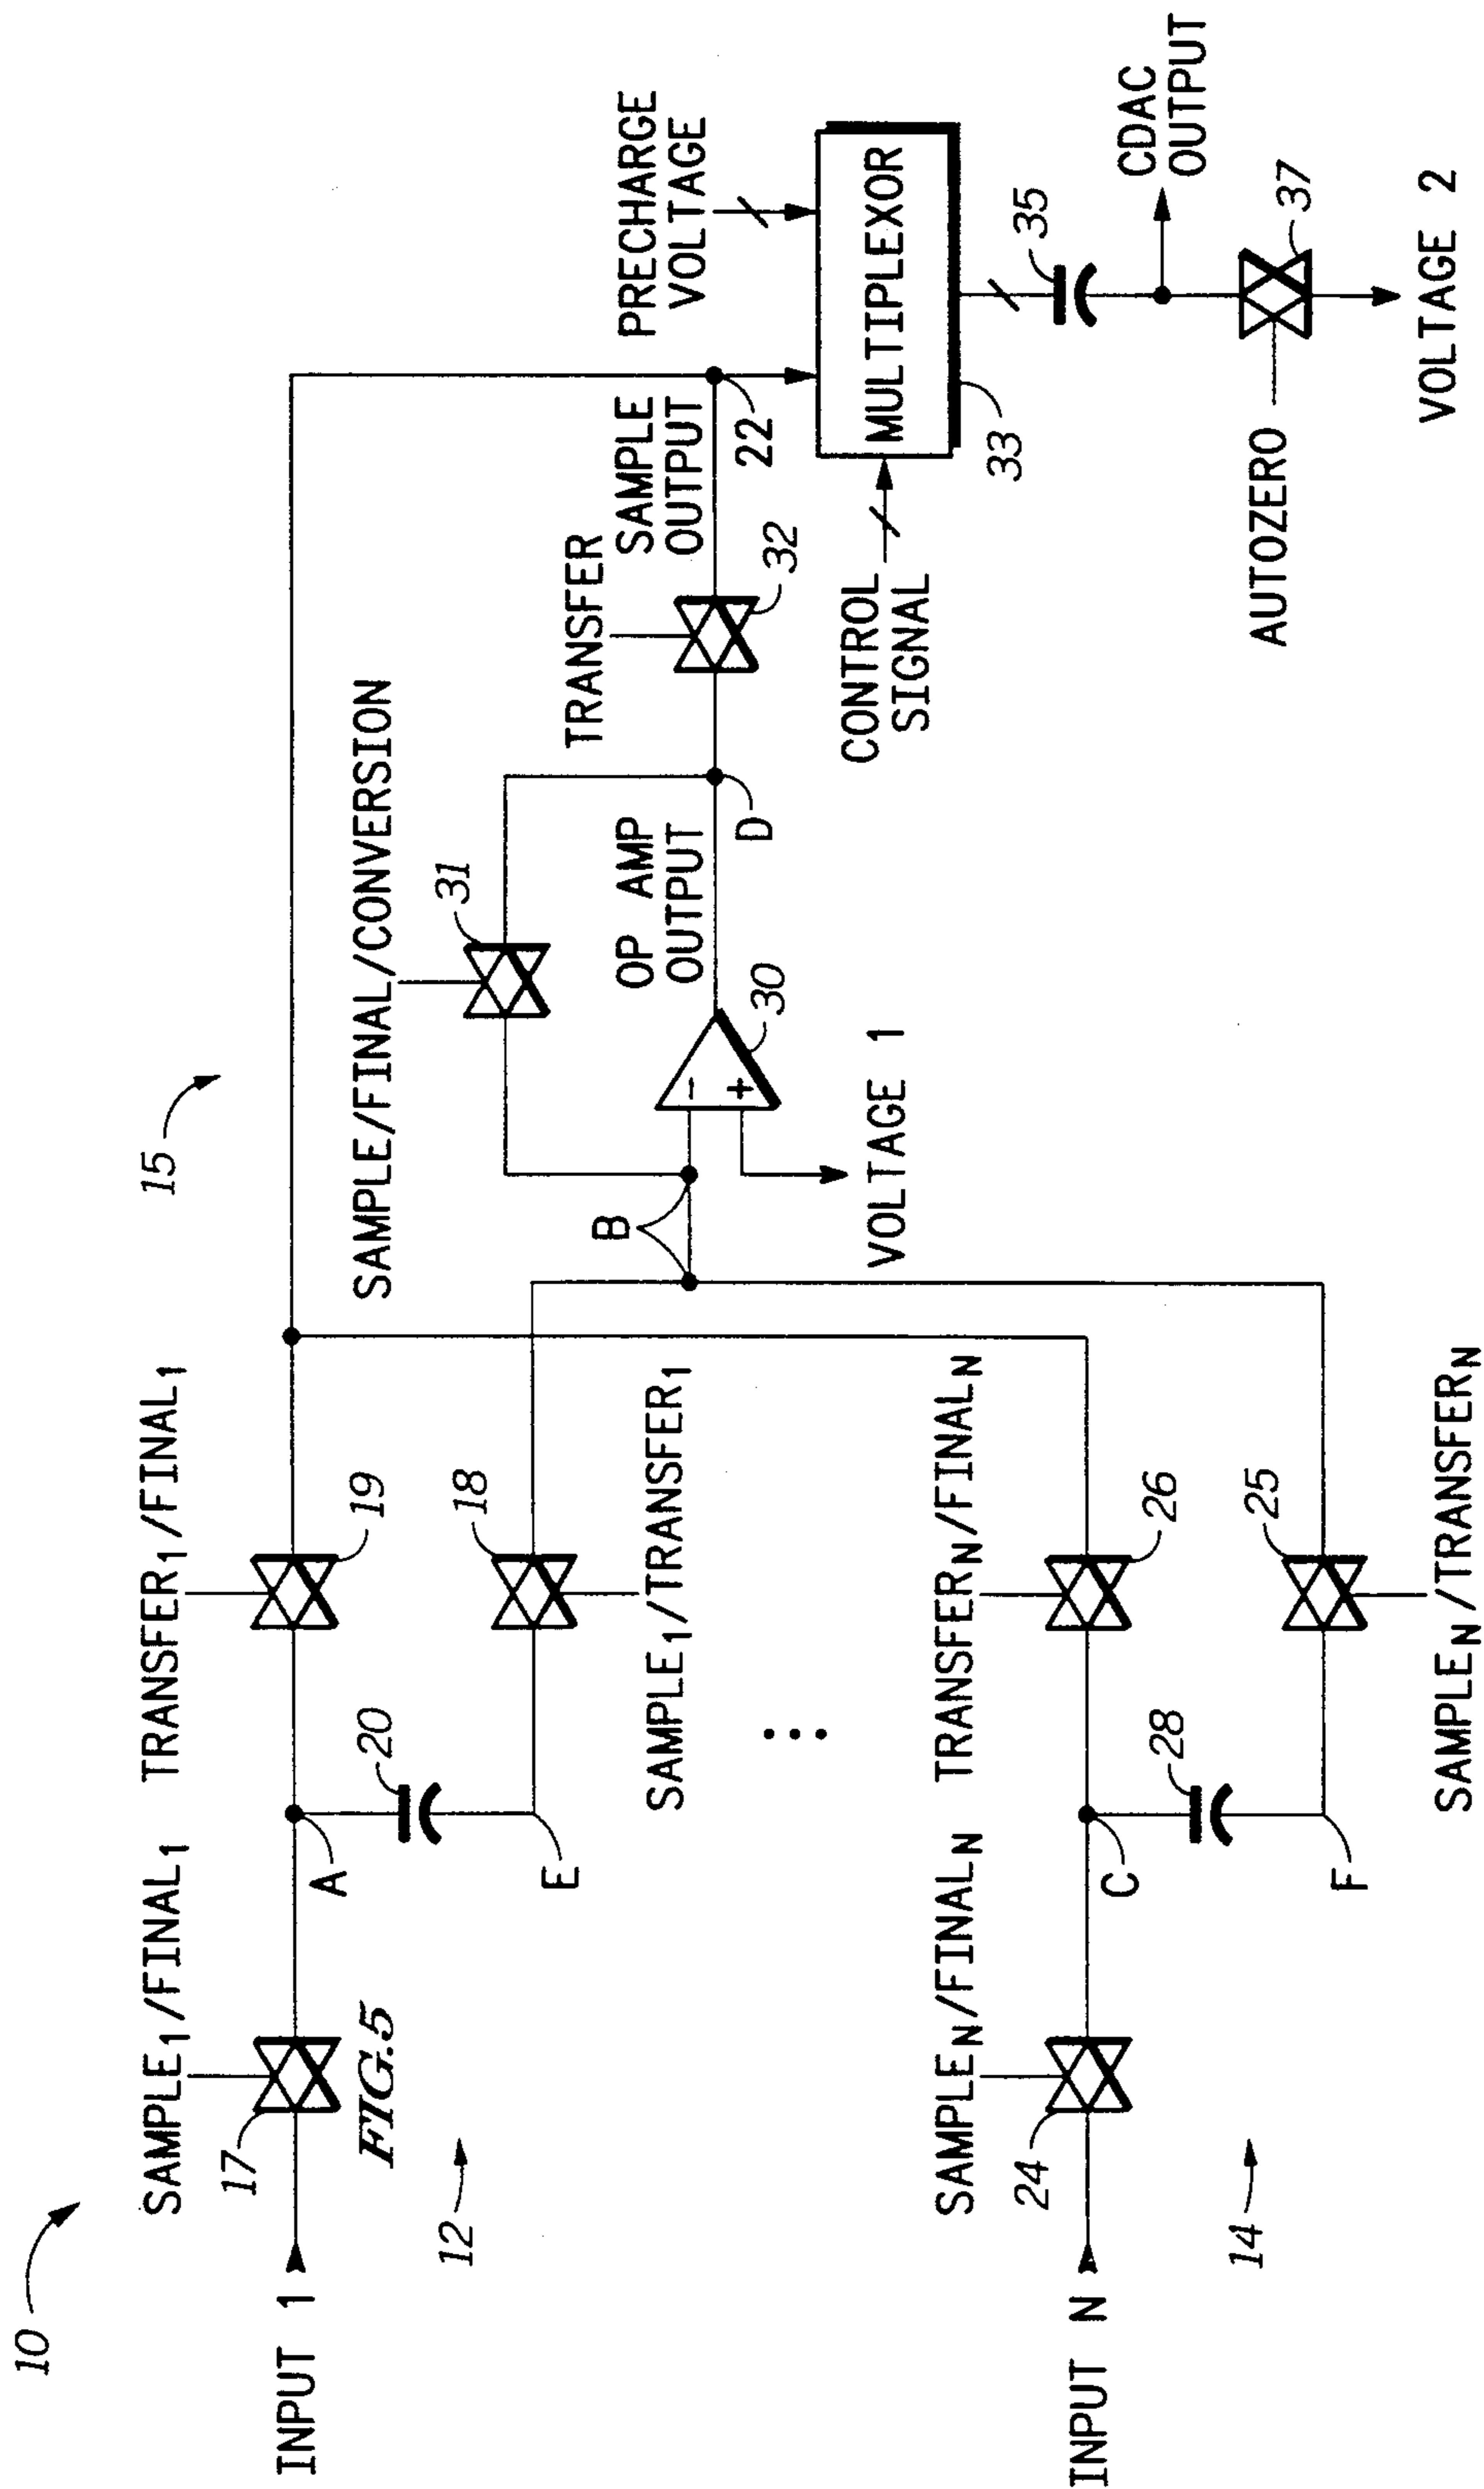 10
15
INPUT 1
17
SAMPLE1/FINAL1
TRANSFER1/FINAL1
19
A
20
E
18
SAMPLE1/TRANSFER1
FIG.5
12
B
SAMPLE/FINAL/CONVERSION
31
OP AMP
OUTPUT
-
+
30
VOLTAGE 1
D
TRANSFER
32
SAMPLE
OUTPUT
22
PRECHARGE
VOLTAGE
MULTIPLEXOR
33
CONTROL
SIGNAL
35
CDAC
OUTPUT
37
AUTOZERO
VOLTAGE 2
INPUT N
24
SAMPLEN/FINALN
TRANSFERN/FINALN
26
C
28
F
25
SAMPLEN/TRANSFERN
14